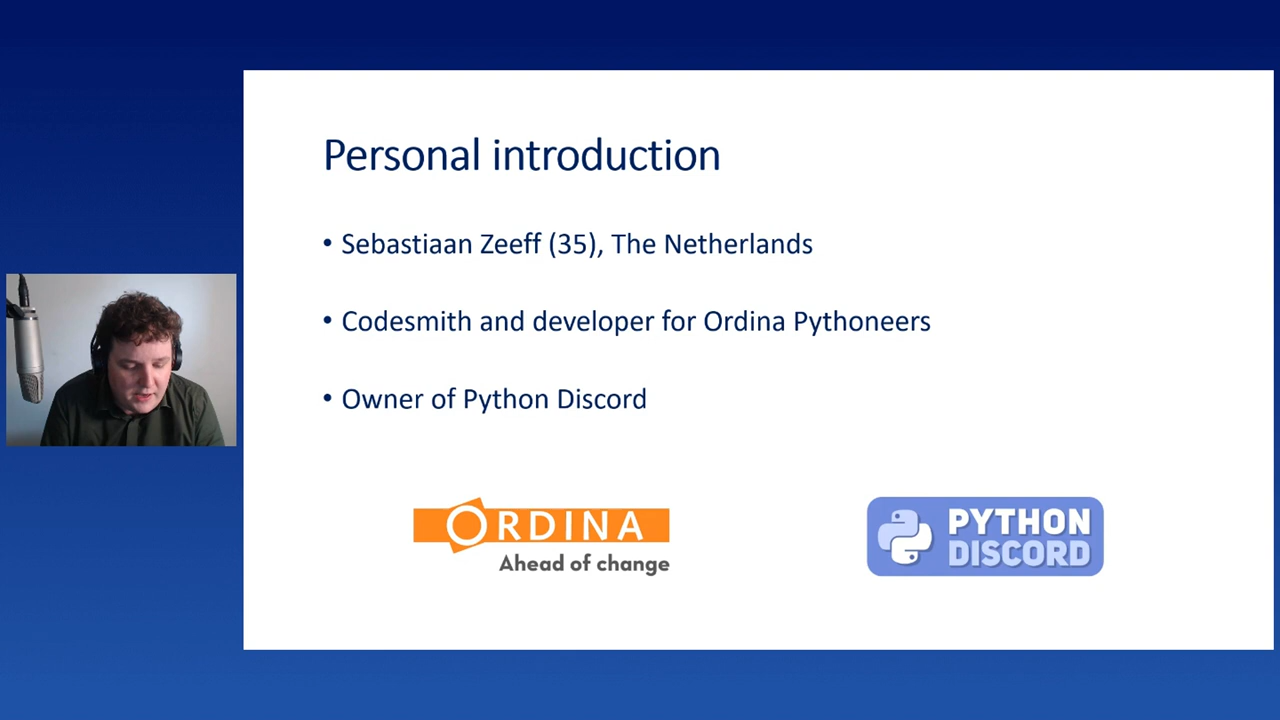 Personal introduction
• Sebastiaan Zeeff (35), The Netherlands
• Codesmith and developer for Ordina Pythoneers
• Owner of Python Discord
ORDINA
Ahead of change
PYTHON
DISCORD